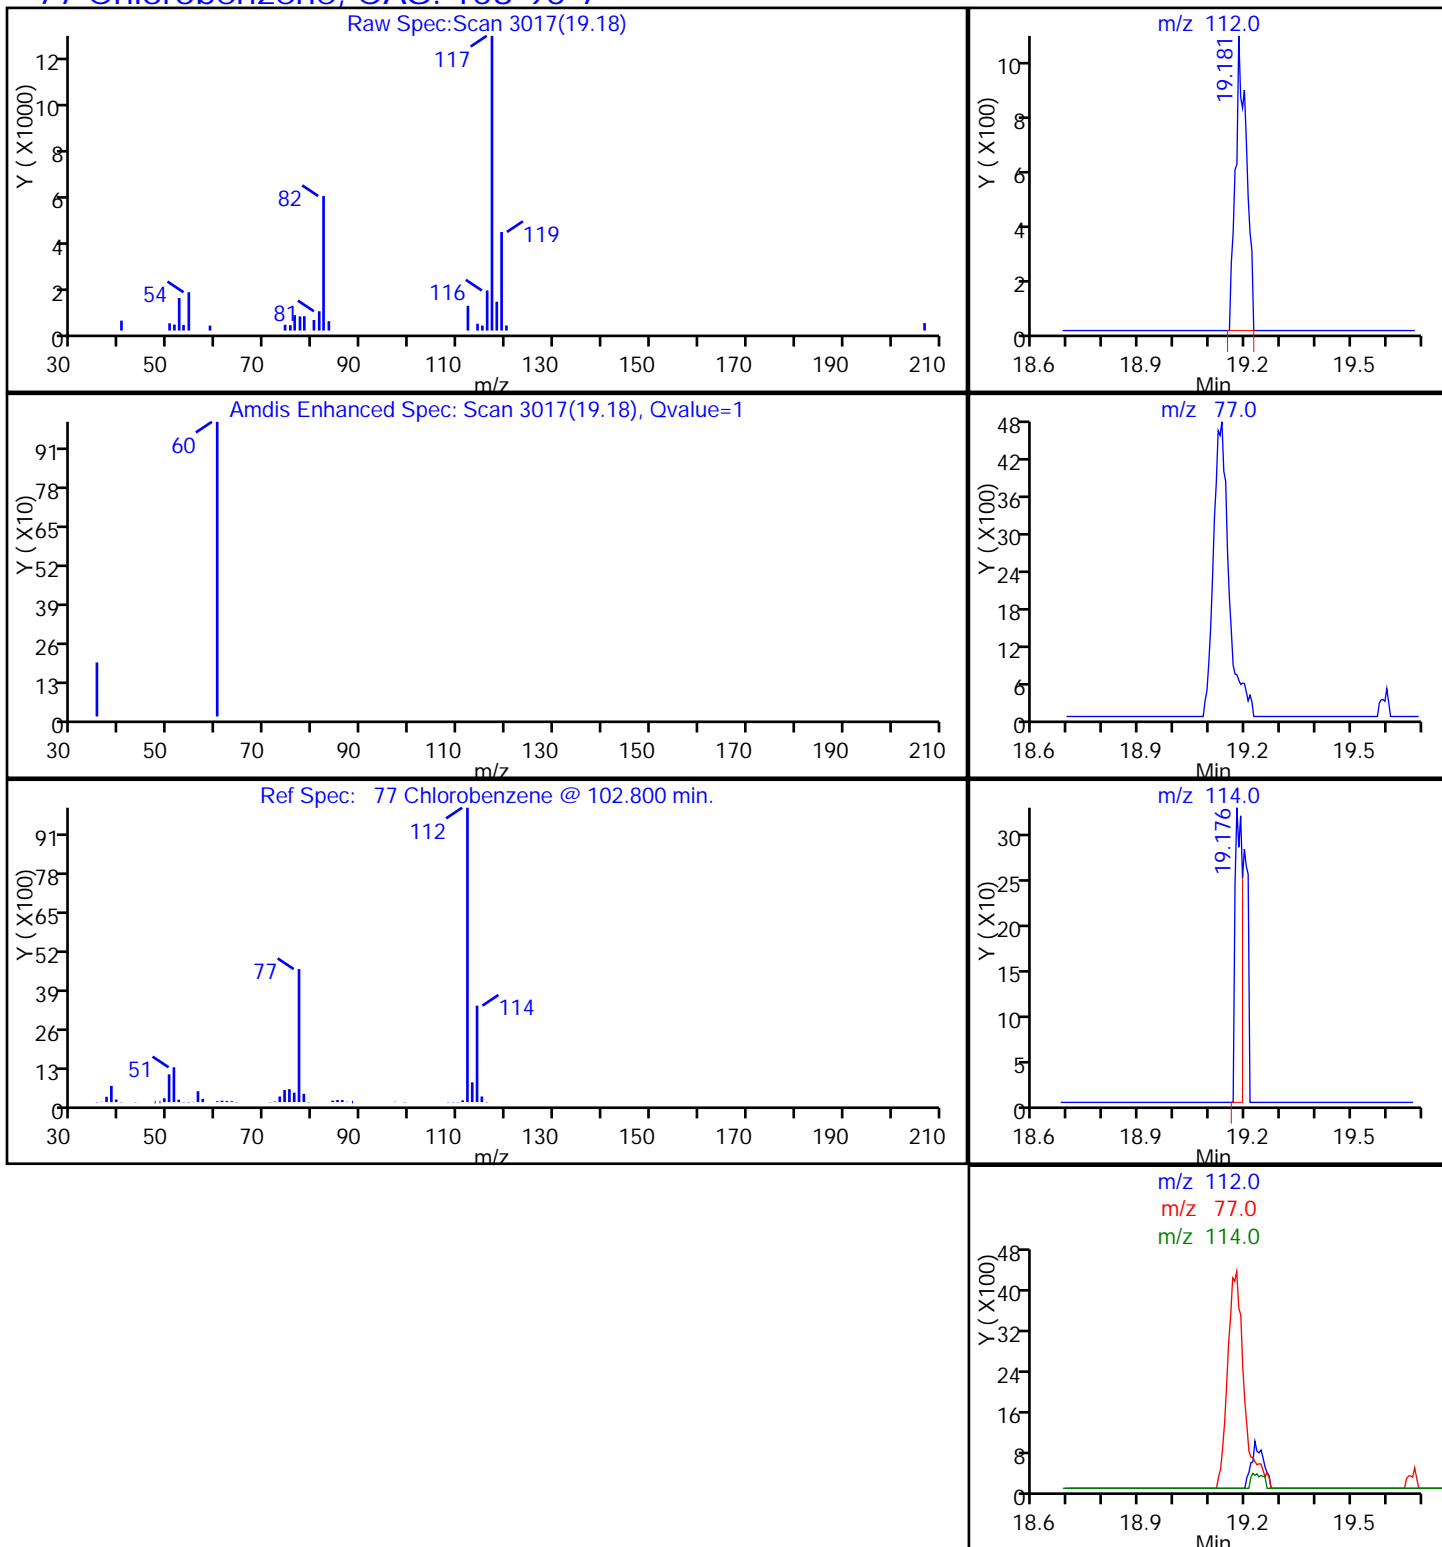 77 Chlorobenzene, CAS: 108-90-7
Raw Spec:Scan 3017(19.18)
Y ( X1000)
12
10
8
6
4
2
0
117
82
119
54
81
116
30 50 70 90 110 130 150 170 190 210
m/z
m/z 112.0
Y ( X100)
10
8
6
4
2
0
19.181
18.6 18.9 19.2 19.5
Min
Amdis Enhanced Spec: Scan 3017(19.18), Qvalue=1
Y ( X10)
91
78
65
52
39
26
13
0
60
30 50 70 90 110 130 150 170 190 210
m/z
m/z 77.0
Y ( X100)
48
42
36
30
24
18
12
6
0
18.6 18.9 19.2 19.5
Min
Ref Spec: 77 Chlorobenzene @ 102.800 min.
Y ( X100)
91
78
65
52
39
26
13
0
112
77
114
51
30 50 70 90 110 130 150 170 190 210
m/z
m/z 114.0
Y ( X10)
30
25
20
15
10
5
0
19.176
18.6 18.9 19.2 19.5
Min
m/z 112.0
m/z 77.0
m/z 114.0
Y ( X100)
48
40
32
24
16
8
0
18.6 18.9 19.2 19.5
Min